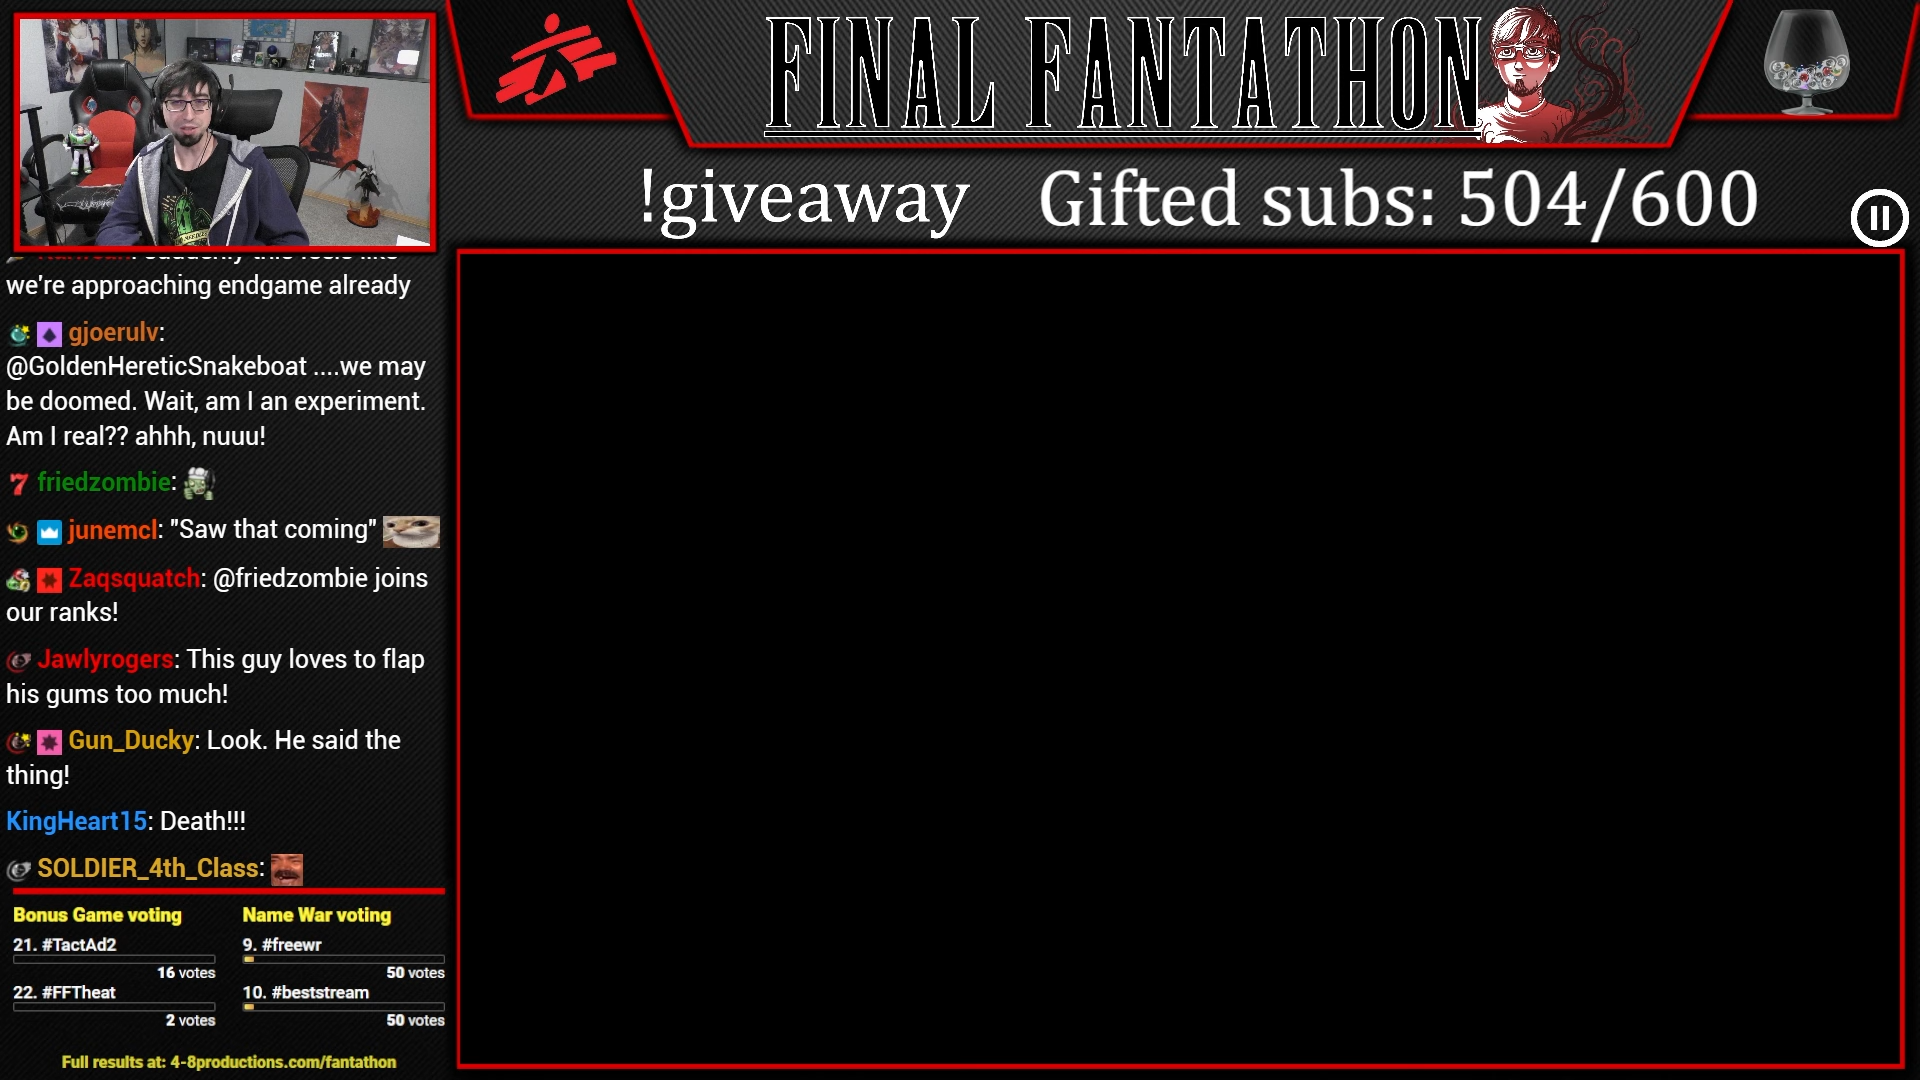 FINAL FANTATHON
!giveaway Gifted subs: 504/600
we're approaching endgame already
gjoerulv:
@GoldenHereticSnakeboat ....we may
be doomed. Wait, am I an experiment.
Am I real?? ahhh, nuuu!
friedzombie:
junemcl: "Saw that coming"
Zaqsquatch: @friedzombie joins
our ranks!
Jawlyrogers: This guy loves to flap
his gums too much!
Gun_Ducky: Look. He said the
thing!
KingHeart15: Death!!!
SOLDIER_4th_Class:
Bonus Game voting
21. #TactAd2
16 votes
22. #FFTheat
2 votes
Name War voting
9. #freewr
50 votes
10. #beststream
50 votes
Full results at: 4-8productions.com/fantathon